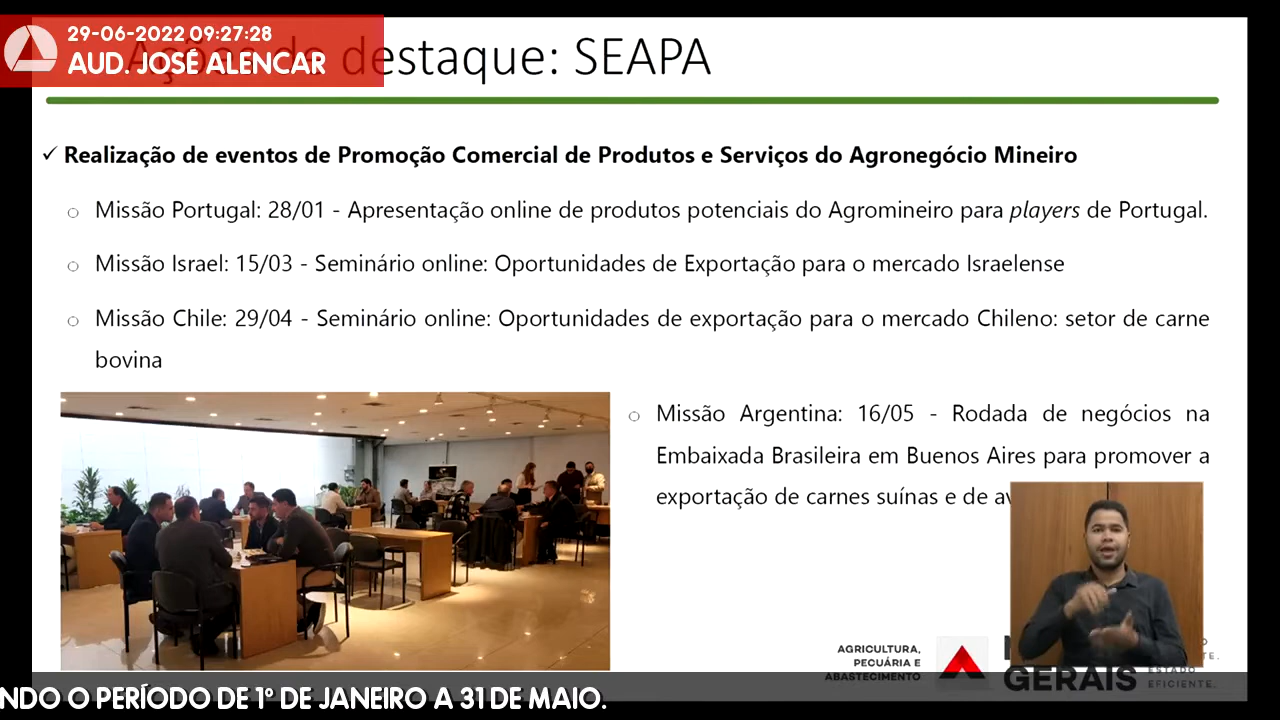 29-06-2022 09:27:28
AUD. JOSÉ ALENCAR
destaque: SEAPA
✓ Realização de eventos de Promoção Comercial de Produtos e Serviços do Agronegócio Mineiro
○ Missão Portugal: 28/01 - Apresentação online de produtos potenciais do Agromineiro para players de Portugal.
○ Missão Israel: 15/03 - Seminário online: Oportunidades de Exportação para o mercado Israelense
○ Missão Chile: 29/04 - Seminário online: Oportunidades de exportação para o mercado Chileno: setor de carne
bovina
○ Missão Argentina: 16/05 - Rodada de negócios na
Embaixada Brasileira em Buenos Aires para promover a
exportação de carnes suínas e de
AGRICULTURA,
PECUÁRIA E
ABASTECIMENTO
GERAIS
ESTADO
EFICIENTE.
NDO O PERÍODO DE 1º DE JANEIRO A 31 DE MAIO.